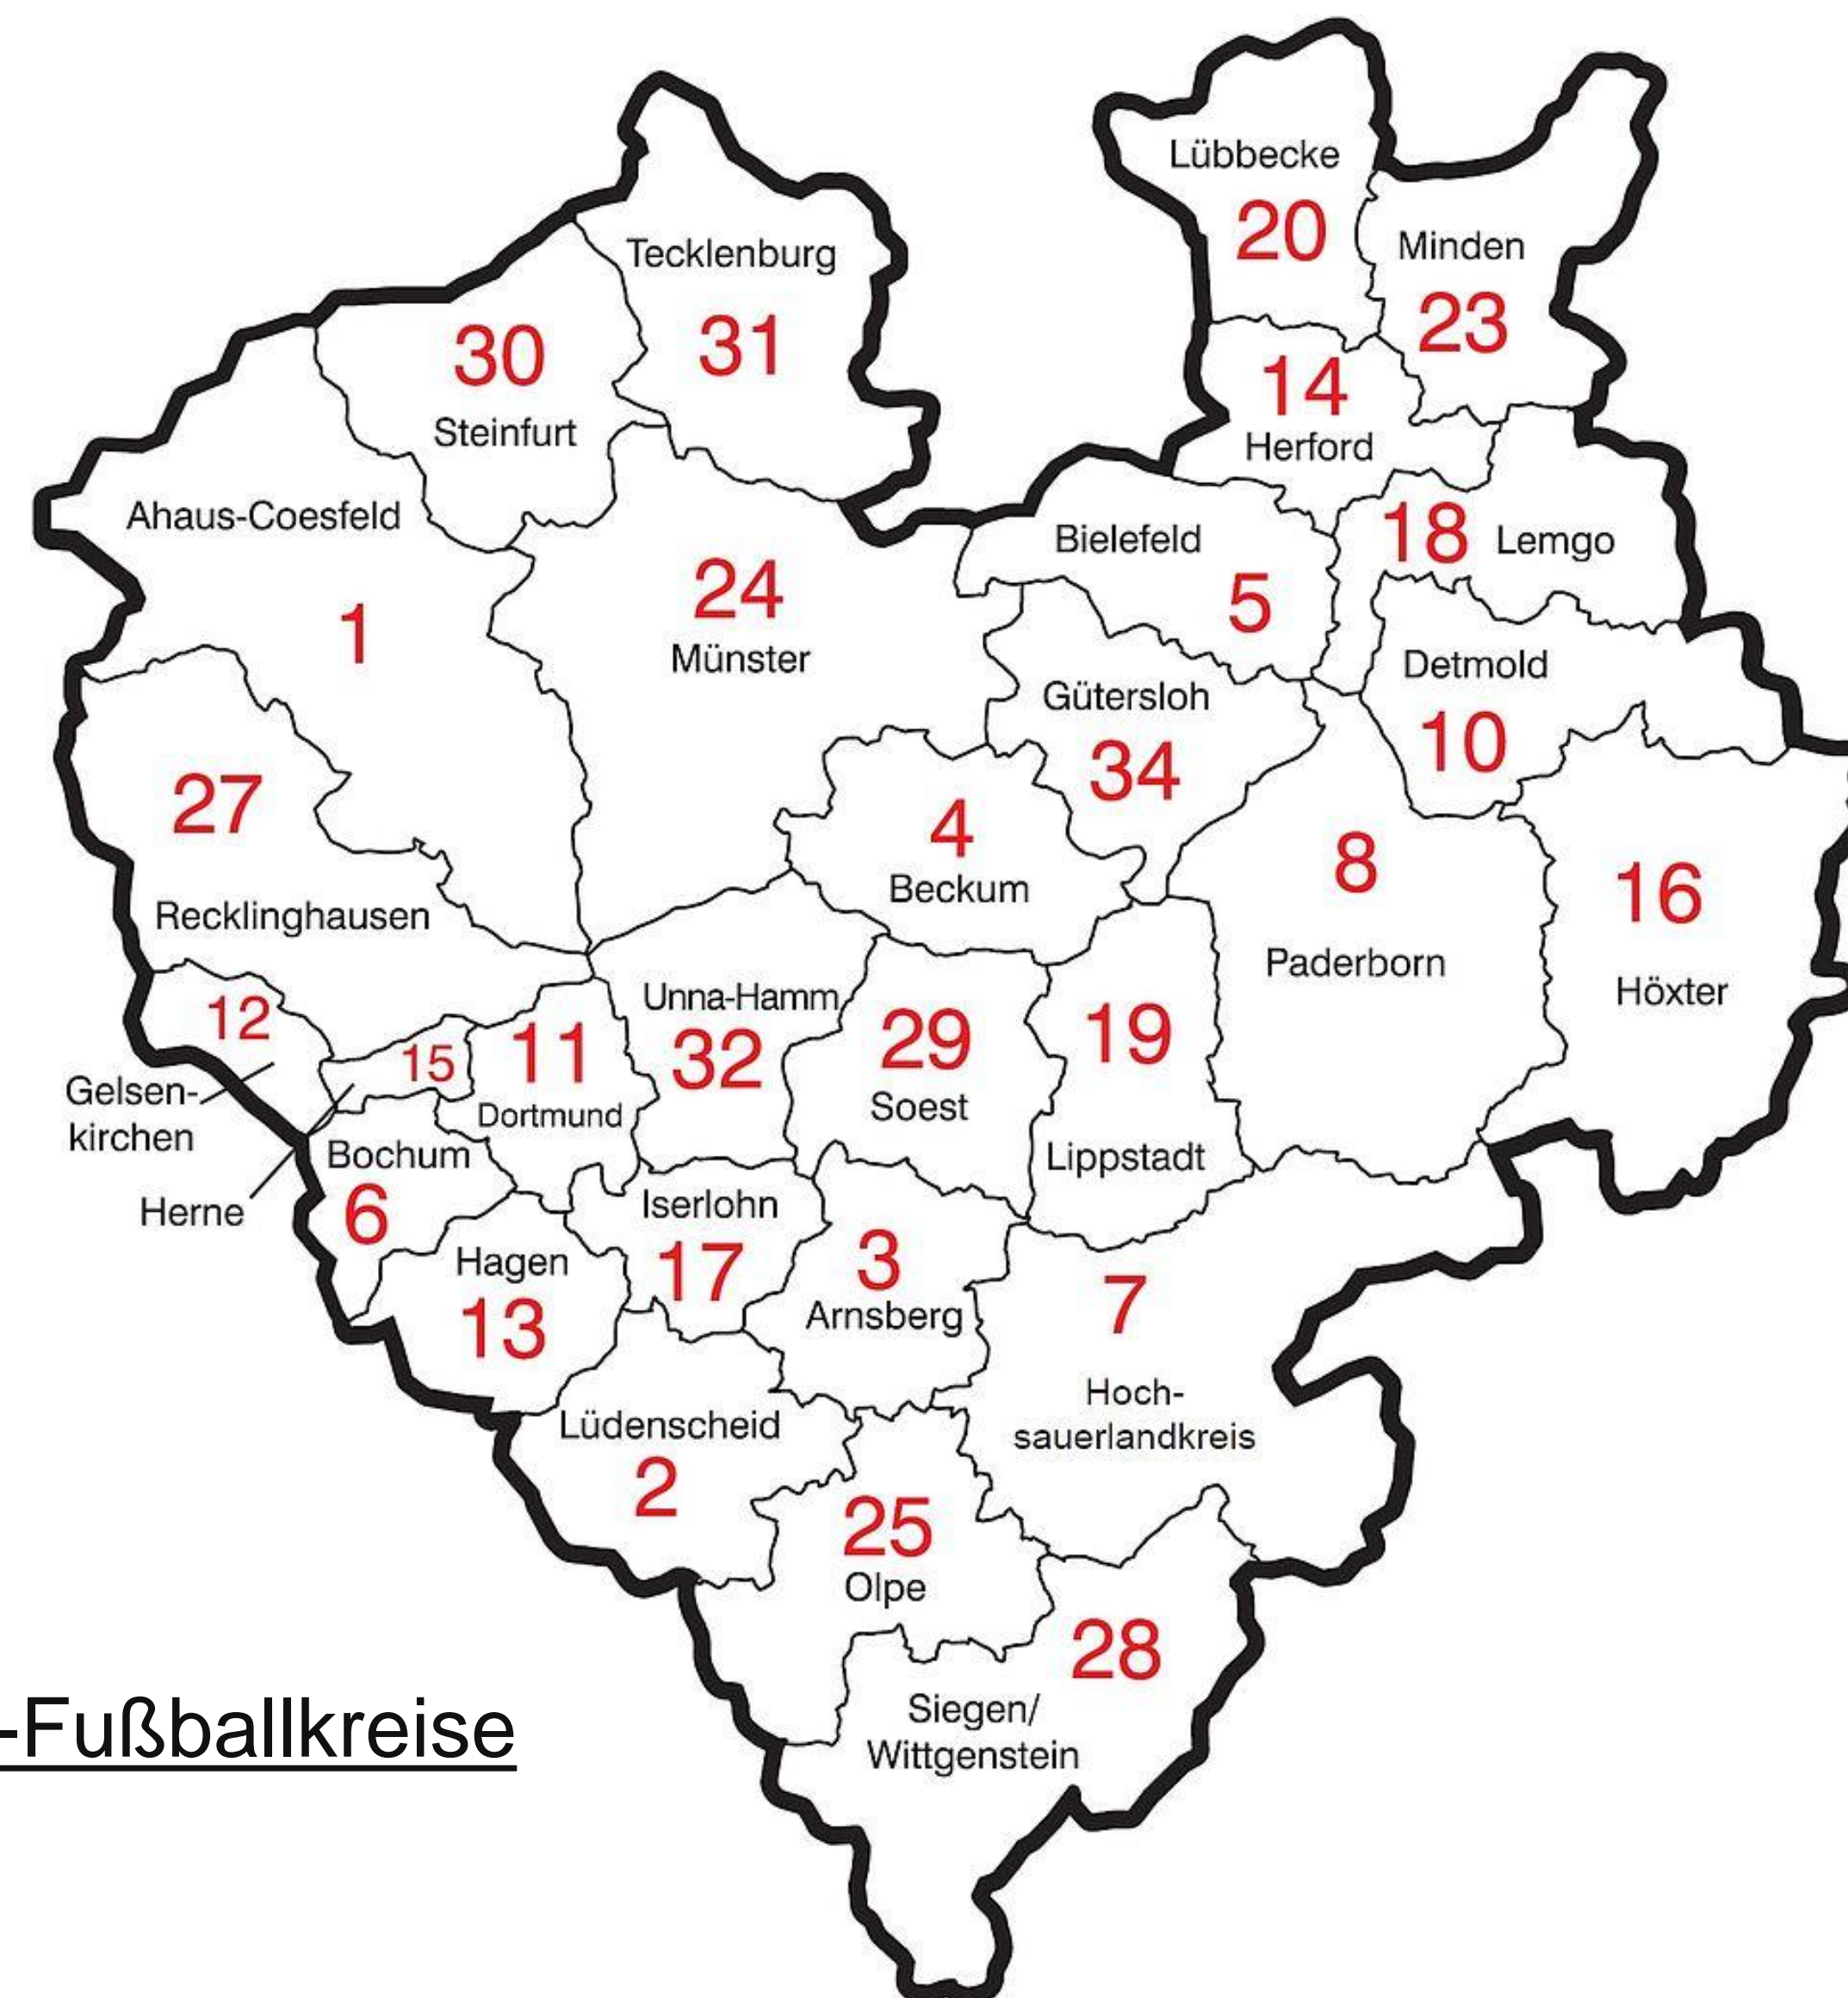 Lübbecke
20
Minden
23
Tecklenburg
31
30
Steinfurt
14
Herford
Ahaus-Coesfeld
1
18 Lemgo
Bielefeld
5
24
Münster
Detmold
10
Gütersloh
34
27
Recklinghausen
4
Beckum
8
Paderborn
16
Höxter
12
Gelsen-
kirchen
15
Herne
11
Dortmund
Unna-Hamm
32
29
Soest
19
Lippstadt
Bochum
6
Iserlohn
17
Hagen
13
3
Arnsberg
7
Hoch-
sauerlandkreis
Lüdenscheid
2
25
Olpe
28
Siegen/
Wittgenstein
-Fußballkreise